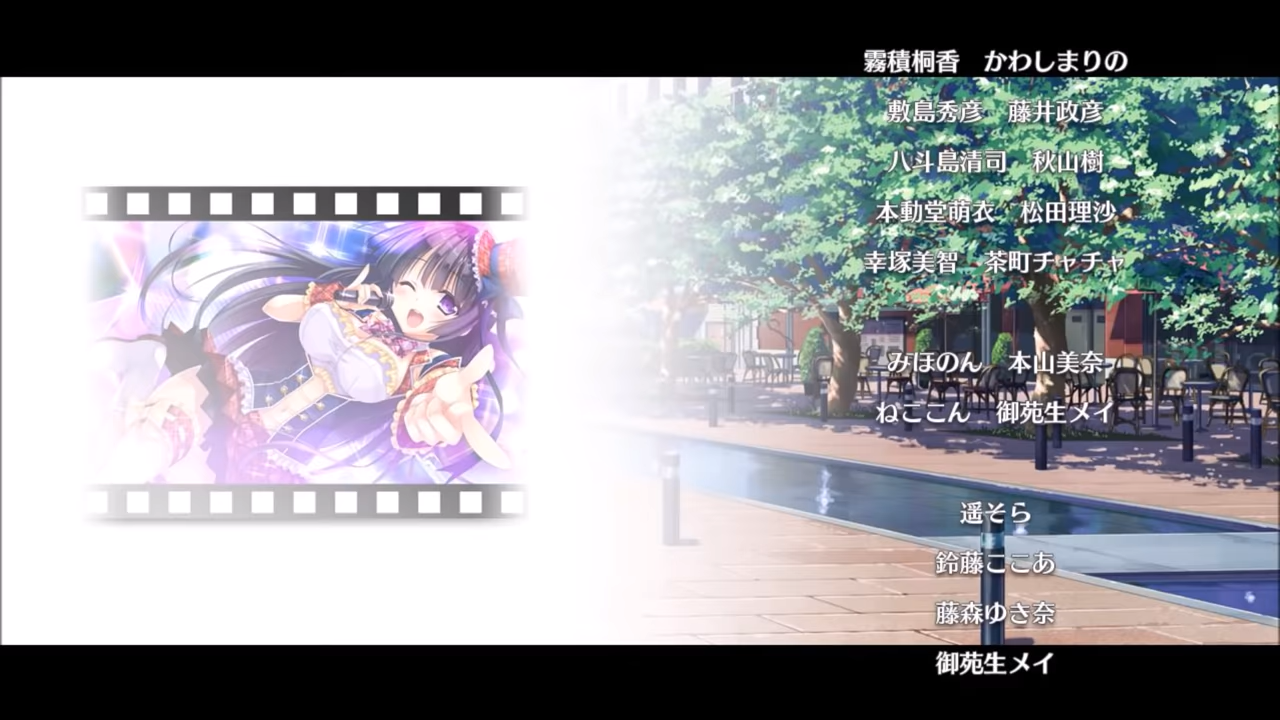 霧積桐香　かわしまりの
敷島秀彦　藤井政彦
八斗島清司　秋山樹
本動堂萌衣　松田理沙
幸塚美智　茶町チャチャ
みほのん　本山美奈
ねここん　御苑生メイ
遥そら
鈴藤ここあ
藤森ゆき奈
御苑生メイ